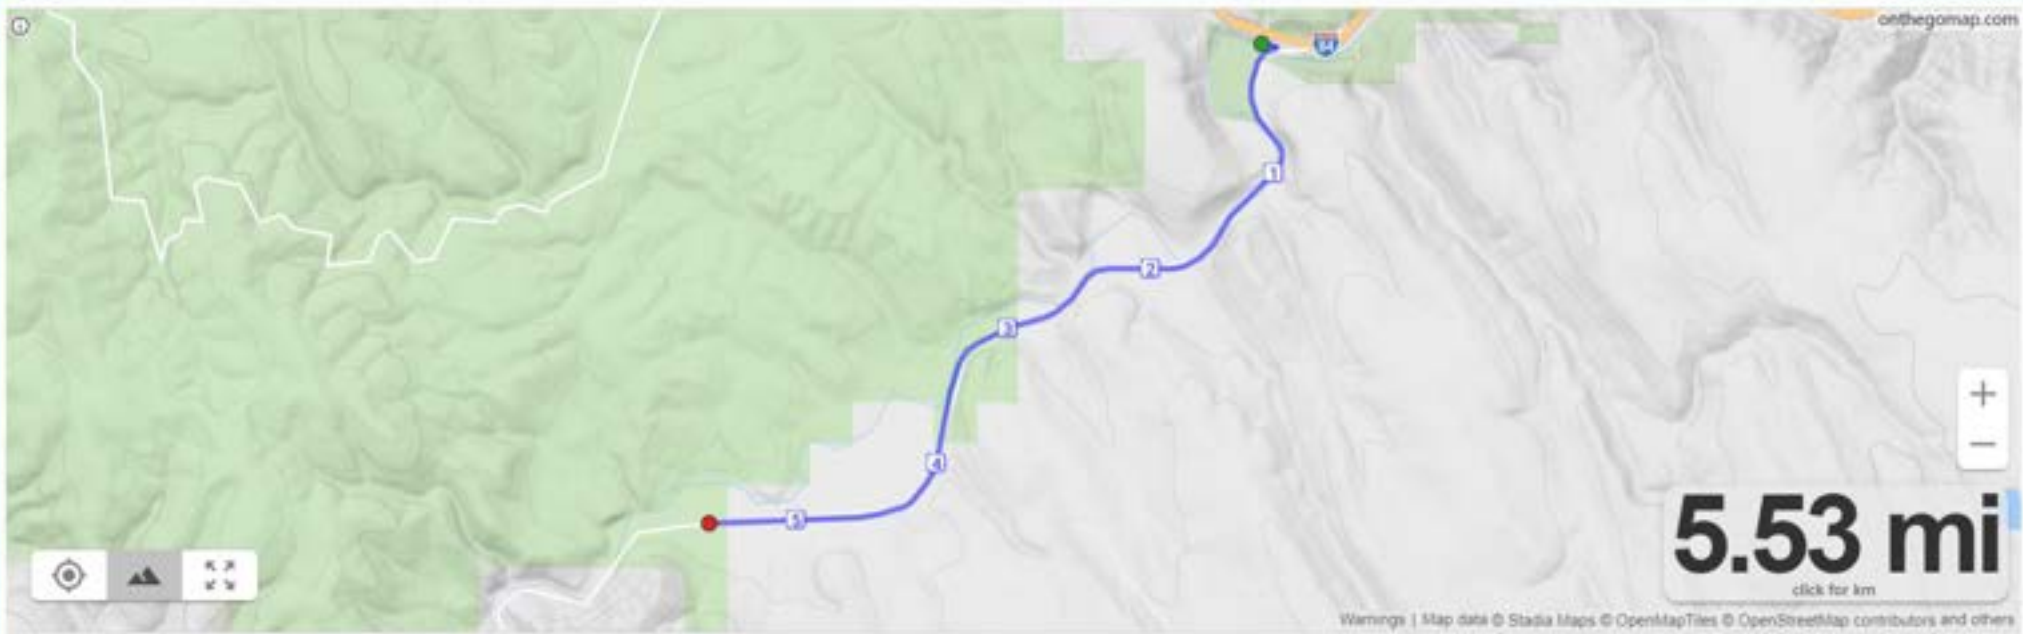 onthegomap.com
84
1
2
3
4
5
+
−
5.53 mi
click for km
Warnings | Map data © Stadia Maps © OpenMapTiles © OpenStreetMap contributors and others